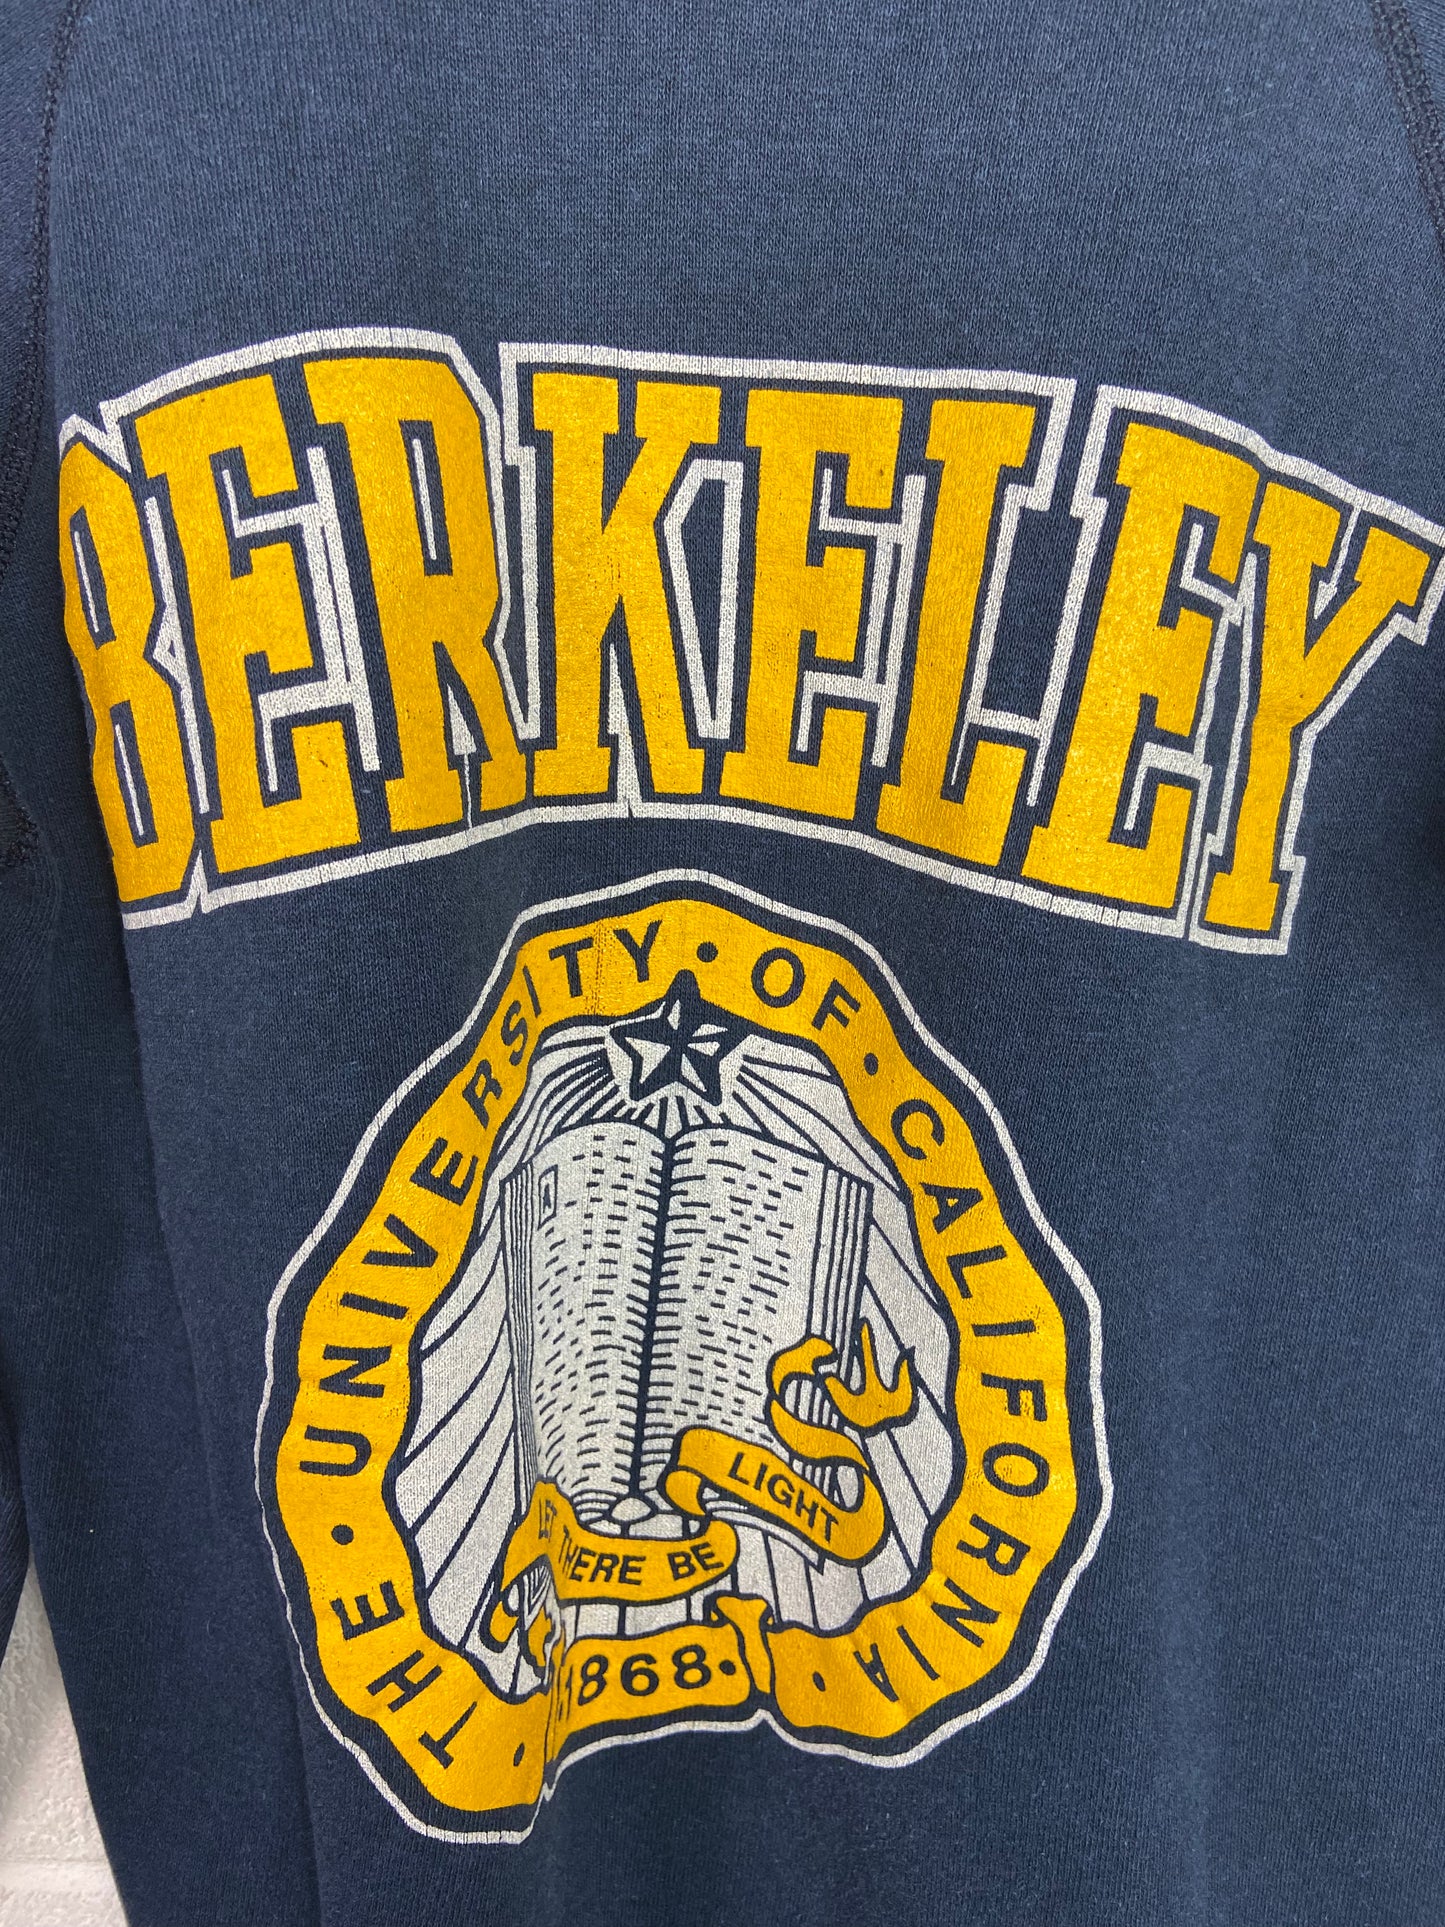 BERKELEY
THE · UNIVERSITY · OF · CALIFORNIA ·
A
LET THERE BE
LIGHT
·1868·